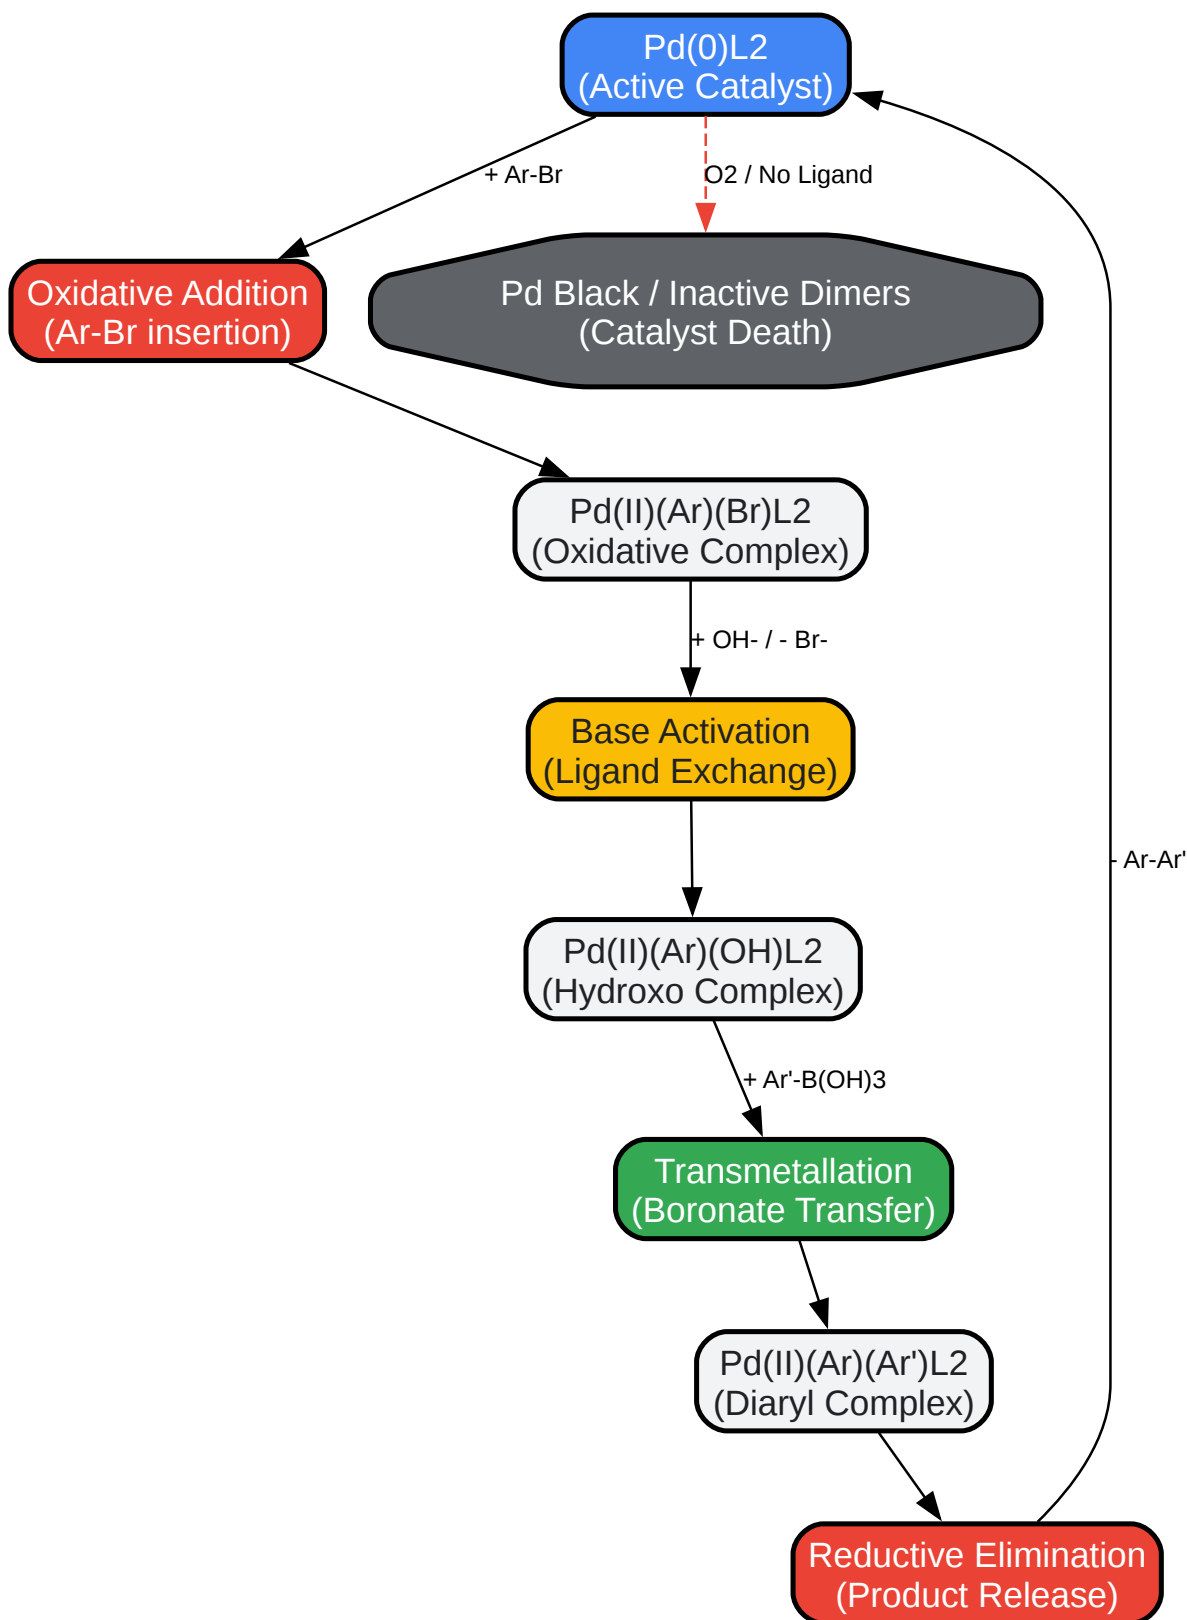 Pd(0)L2
(Active Catalyst)
+ Ar-Br
O2 / No Ligand
Oxidative Addition
(Ar-Br insertion)
Pd Black / Inactive Dimers
(Catalyst Death)
Pd(II)(Ar)(Br)L2
(Oxidative Complex)
+ OH- / - Br-
Base Activation
(Ligand Exchange)
- Ar-Ar'
Pd(II)(Ar)(OH)L2
(Hydroxo Complex)
+ Ar'-B(OH)3
Transmetallation
(Boronate Transfer)
Pd(II)(Ar)(Ar')L2
(Diaryl Complex)
Reductive Elimination
(Product Release)